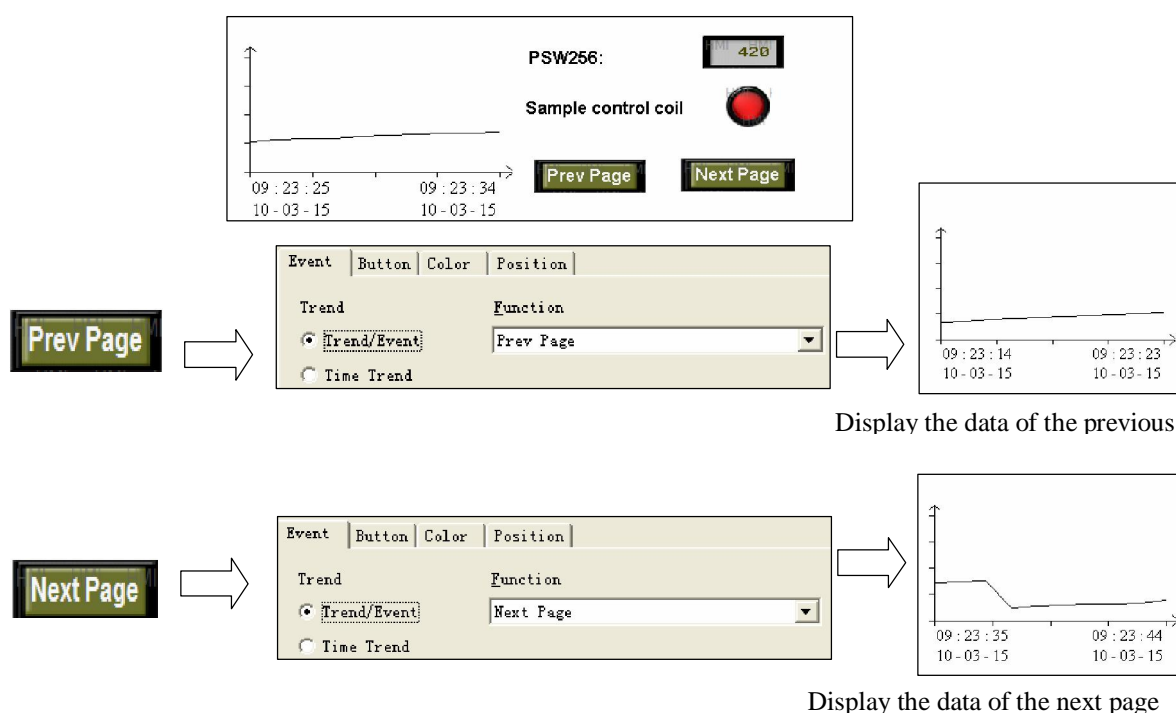 PSW256:
420
Sample control coil
Prev Page
Next Page
09 : 23 : 25
09 : 23 : 34
10 - 03 - 15
10 - 03 - 15
Event Button Color Position
Trend Function
Trend/Event Prev Page
Time Trend
Prev Page
09 : 23 : 14
09 : 23 : 23
10 - 03 - 15
10 - 03 - 15
Display the data of the previous
Event Button Color Position
Trend Function
Trend/Event Next Page
Time Trend
Next Page
09 : 23 : 35
09 : 23 : 44
10 - 03 - 15
10 - 03 - 15
Display the data of the next page